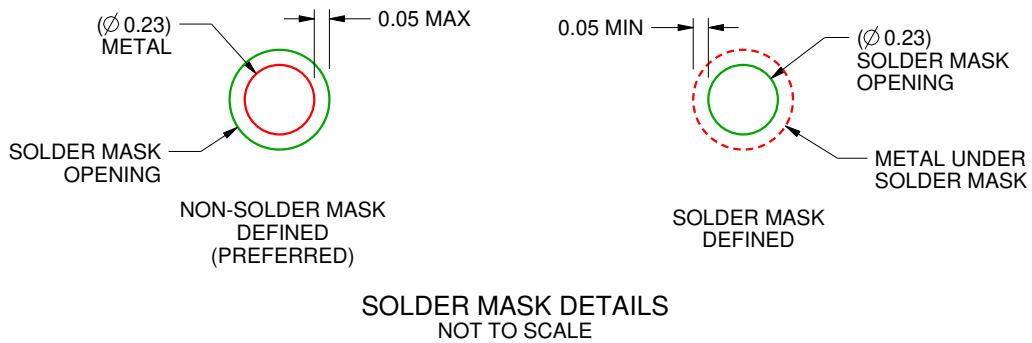 (∅ 0.23)
METAL
0.05 MAX
SOLDER MASK
OPENING
NON-SOLDER MASK
DEFINED
(PREFERRED)
0.05 MIN
(∅ 0.23)
SOLDER MASK
OPENING
METAL UNDER
SOLDER MASK
SOLDER MASK
DEFINED
SOLDER MASK DETAILS
NOT TO SCALE